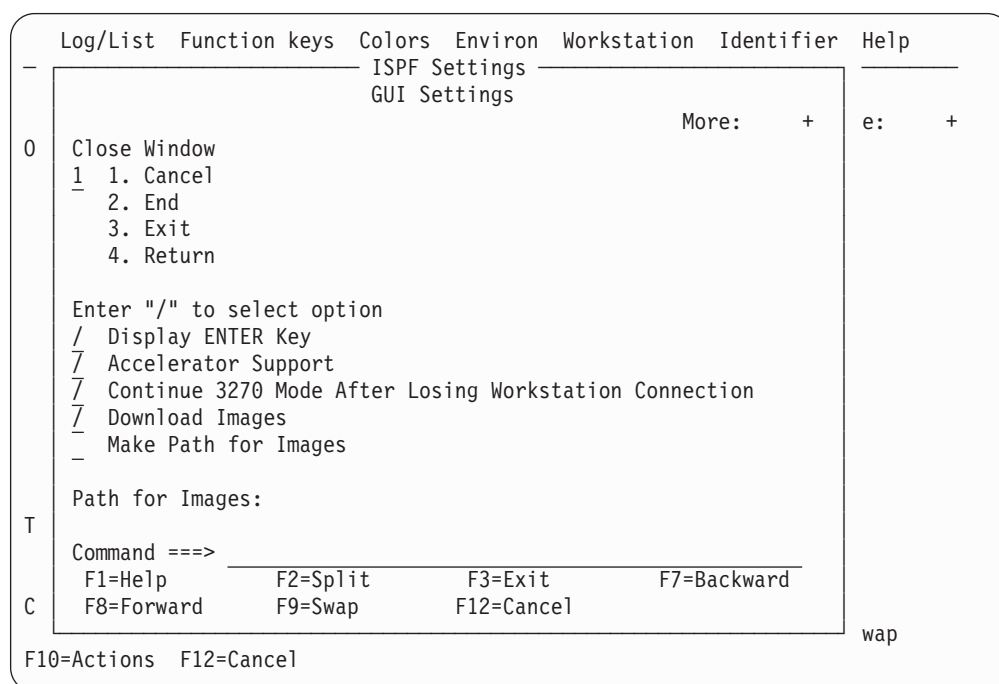 Log/List Function keys Colors Environ Workstation Identifier Help
ISPF Settings
GUI Settings
More: + e: +
O Close Window
1 1. Cancel
2. End
3. Exit
4. Return
Enter "/" to select option
/ Display ENTER Key
/ Accelerator Support
/ Continue 3270 Mode After Losing Workstation Connection
/ Download Images
_ Make Path for Images
Path for Images:
T
Command ===>
F1=Help F2=Split F3=Exit F7=Backward
C F8=Forward F9=Swap F12=Cancel
wap
F10=Actions F12=Cancel